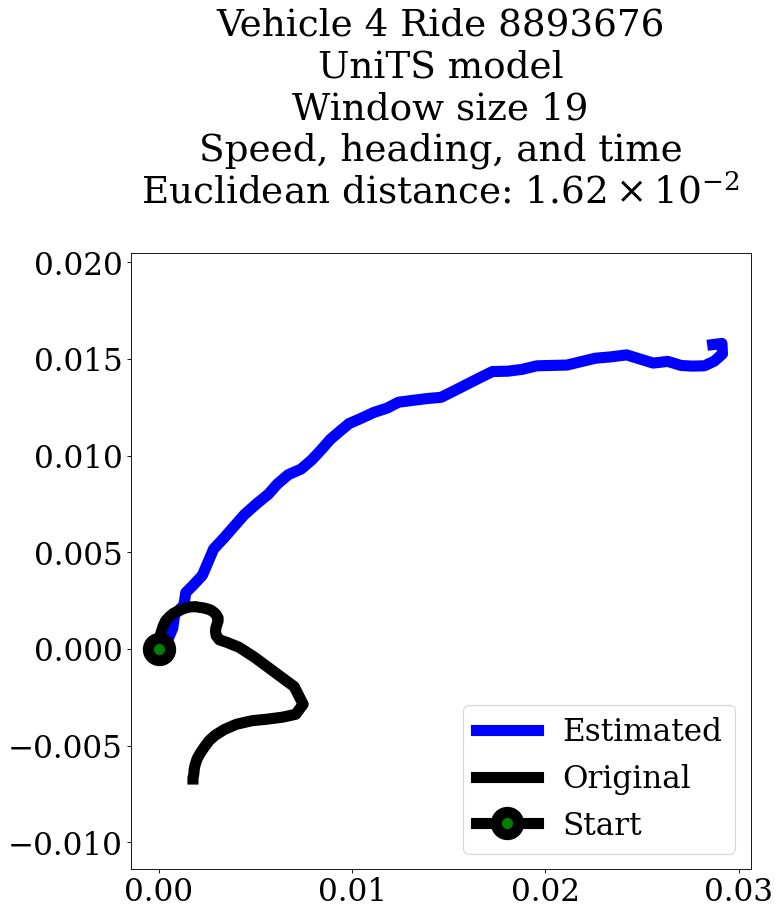 Vehicle 4 Ride 8893676
UniTS model
Window size 19
Speed, heading, and time
Euclidean distance: 1.62 × 10⁻²
0.020
0.015
0.010
0.005
0.000
−0.005
−0.010
0.00 0.01 0.02 0.03
Estimated
Original
Start